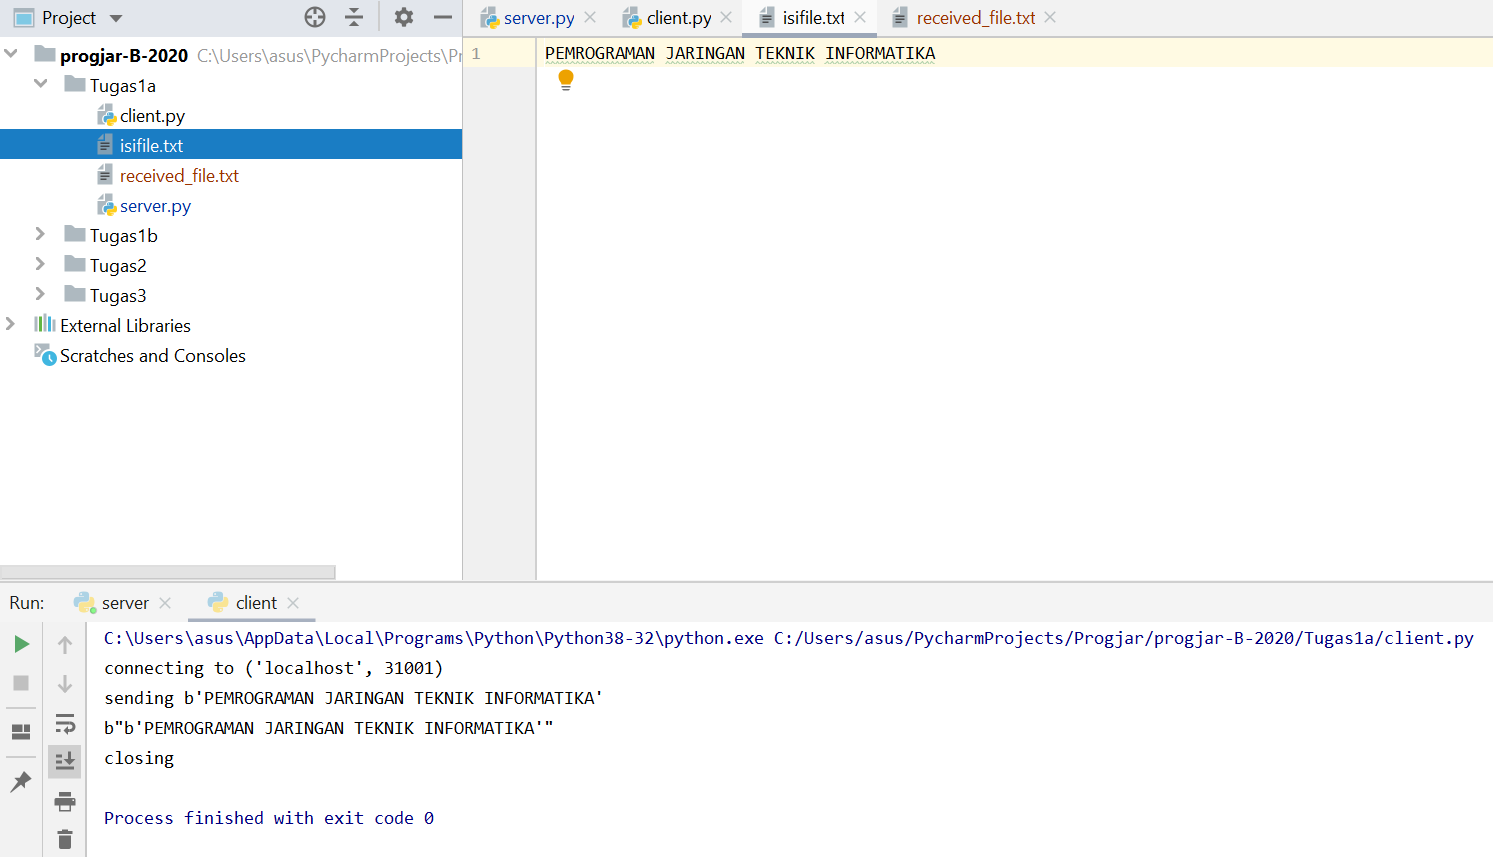 Project
server.py
client.py
isifile.txt
received_file.txt
progjar-B-2020 C:\Users\asus\PycharmProjects\Pr
Tugas1a
client.py
isifile.txt
received_file.txt
server.py
Tugas1b
Tugas2
Tugas3
External Libraries
Scratches and Consoles
1 PEMROGRAMAN JARINGAN TEKNIK INFORMATIKA
Run: server client
C:\Users\asus\AppData\Local\Programs\Python\Python38-32\python.exe C:/Users/asus/PycharmProjects/Progjar/progjar-B-2020/Tugas1a/client.py
connecting to ('localhost', 31001)
sending b'PEMROGRAMAN JARINGAN TEKNIK INFORMATIKA'
b"b'PEMROGRAMAN JARINGAN TEKNIK INFORMATIKA'"
closing
Process finished with exit code 0